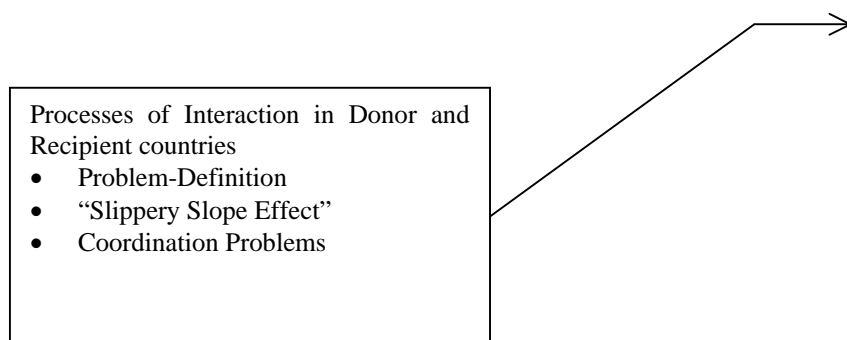 Processes of Interaction in Donor and
Recipient countries
• Problem-Definition
• “Slippery Slope Effect”
• Coordination Problems